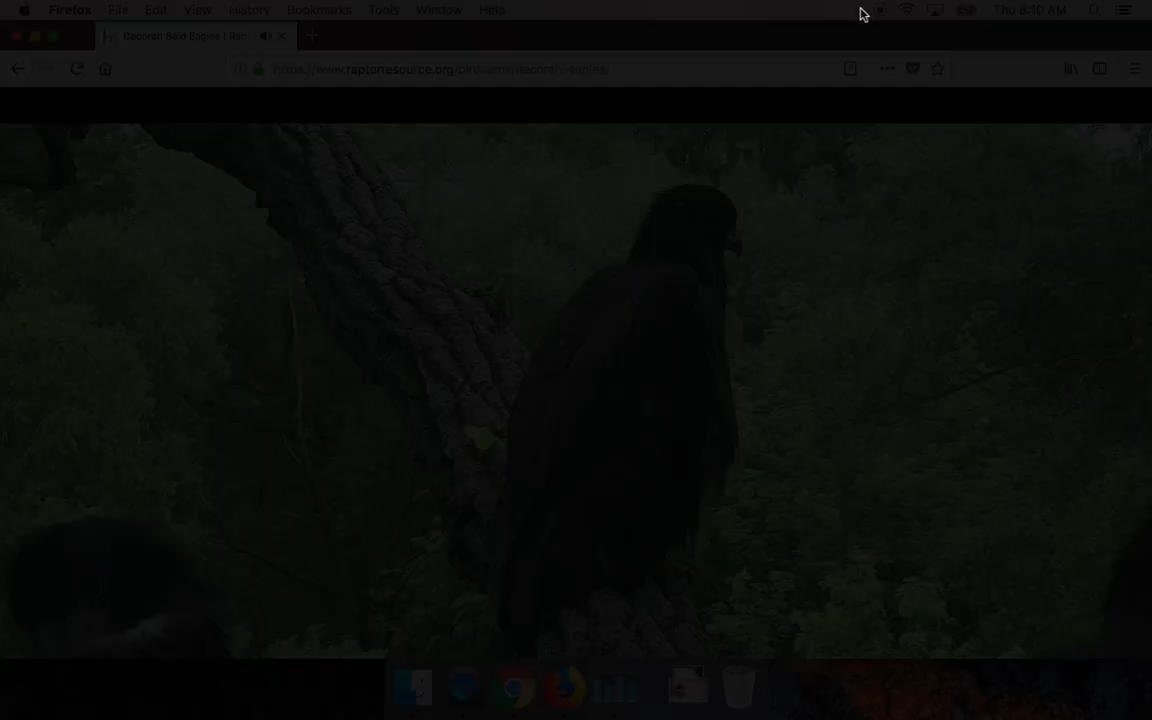 Firefox File Edit View History Bookmarks Tools Window Help Thu 8:10 AM
Decorah Bald Eagles | Rap
https://www.raptorresource.org/birdcams/decorah-eagles/